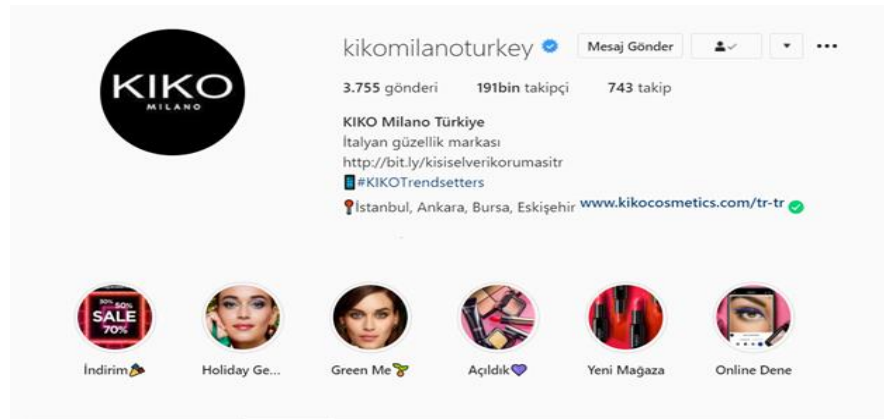 KIKO
MILANO
kikomilanoturkey
Mesaj Gönder
3.755 gönderi 191bin takipçi 743 takip
KIKO Milano Türkiye
İtalyan güzellik markası
http://bit.ly/kisiselverikorumasitr
#KIKOTrendsetters
İstanbul, Ankara, Bursa, Eskişehir www.kikocosmetics.com/tr-tr
30% 50%
SALE
70%
İndirim Holiday Ge... Green Me Açıldık Yeni Mağaza Online Dene